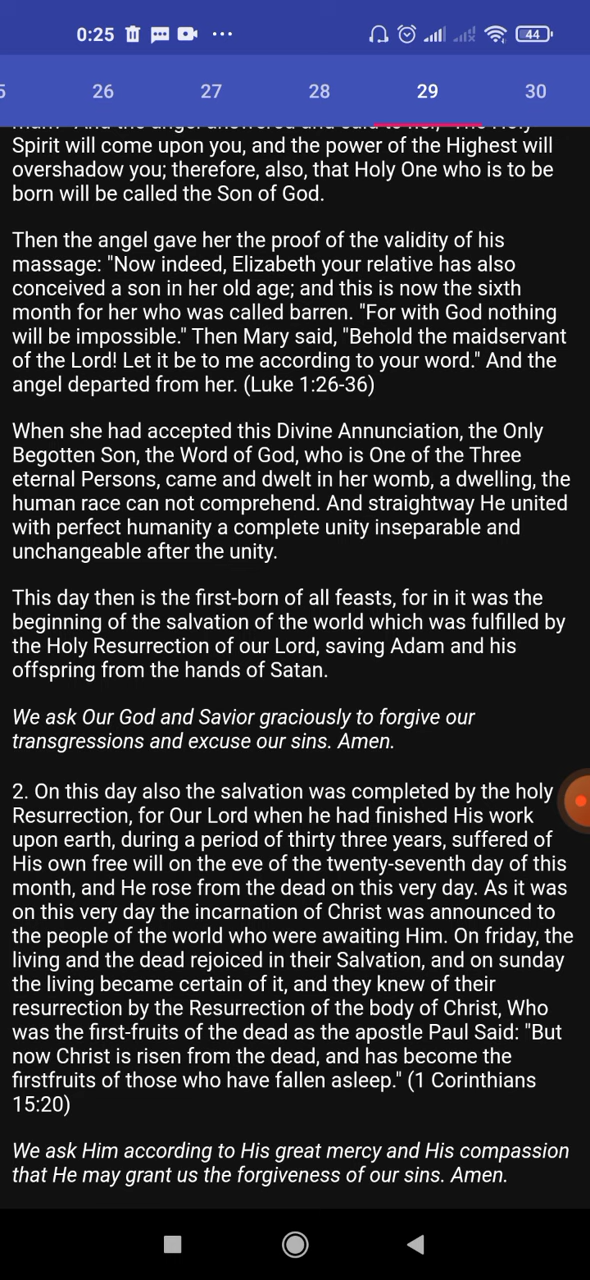 0:25
44
5 26 27 28 29 30
Spirit will come upon you, and the power of the Highest will
overshadow you; therefore, also, that Holy One who is to be
born will be called the Son of God.
Then the angel gave her the proof of the validity of his
massage: "Now indeed, Elizabeth your relative has also
conceived a son in her old age; and this is now the sixth
month for her who was called barren. "For with God nothing
will be impossible." Then Mary said, "Behold the maidservant
of the Lord! Let it be to me according to your word." And the
angel departed from her. (Luke 1:26-36)
When she had accepted this Divine Annunciation, the Only
Begotten Son, the Word of God, who is One of the Three
eternal Persons, came and dwelt in her womb, a dwelling, the
human race can not comprehend. And straightway He united
with perfect humanity a complete unity inseparable and
unchangeable after the unity.
This day then is the first-born of all feasts, for in it was the
beginning of the salvation of the world which was fulfilled by
the Holy Resurrection of our Lord, saving Adam and his
offspring from the hands of Satan.
We ask Our God and Savior graciously to forgive our
transgressions and excuse our sins. Amen.
2. On this day also the salvation was completed by the holy
Resurrection, for Our Lord when he had finished His work
upon earth, during a period of thirty three years, suffered of
His own free will on the eve of the twenty-seventh day of this
month, and He rose from the dead on this very day. As it was
on this very day the incarnation of Christ was announced to
the people of the world who were awaiting Him. On friday, the
living and the dead rejoiced in their Salvation, and on sunday
the living became certain of it, and they knew of their
resurrection by the Resurrection of the body of Christ, Who
was the first-fruits of the dead as the apostle Paul Said: "But
now Christ is risen from the dead, and has become the
firstfruits of those who have fallen asleep." (1 Corinthians
15:20)
We ask Him according to His great mercy and His compassion
that He may grant us the forgiveness of our sins. Amen.